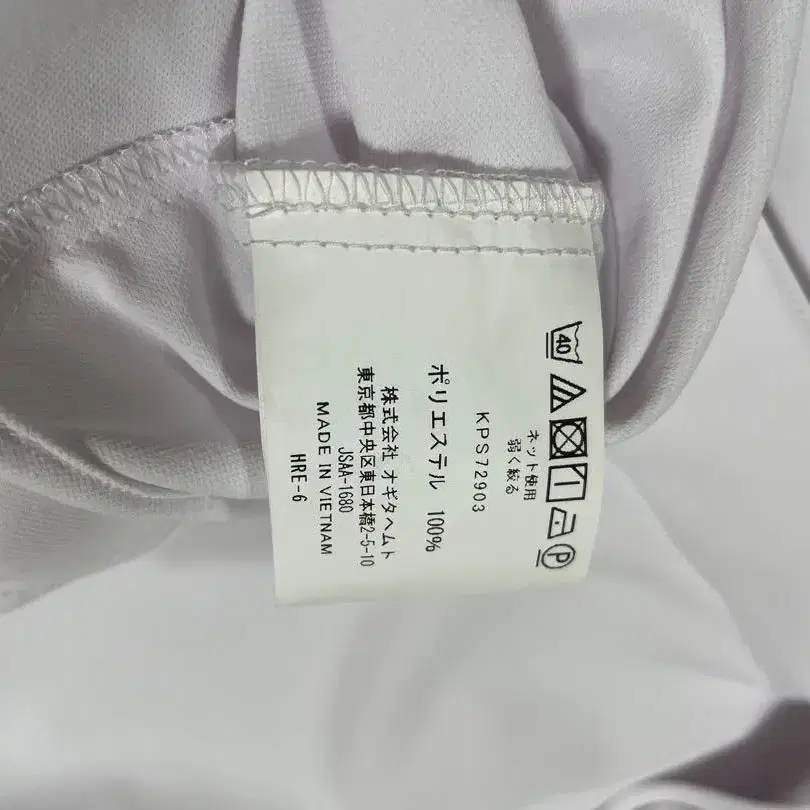 40
P
ネット使用
弱く絞る
KPS72903
ポリエステル 100%
株式会社 オギタヘムト
東京都中央区東日本橋2-5-10
JSAA-1680
MADE IN VIETNAM
HRE-6